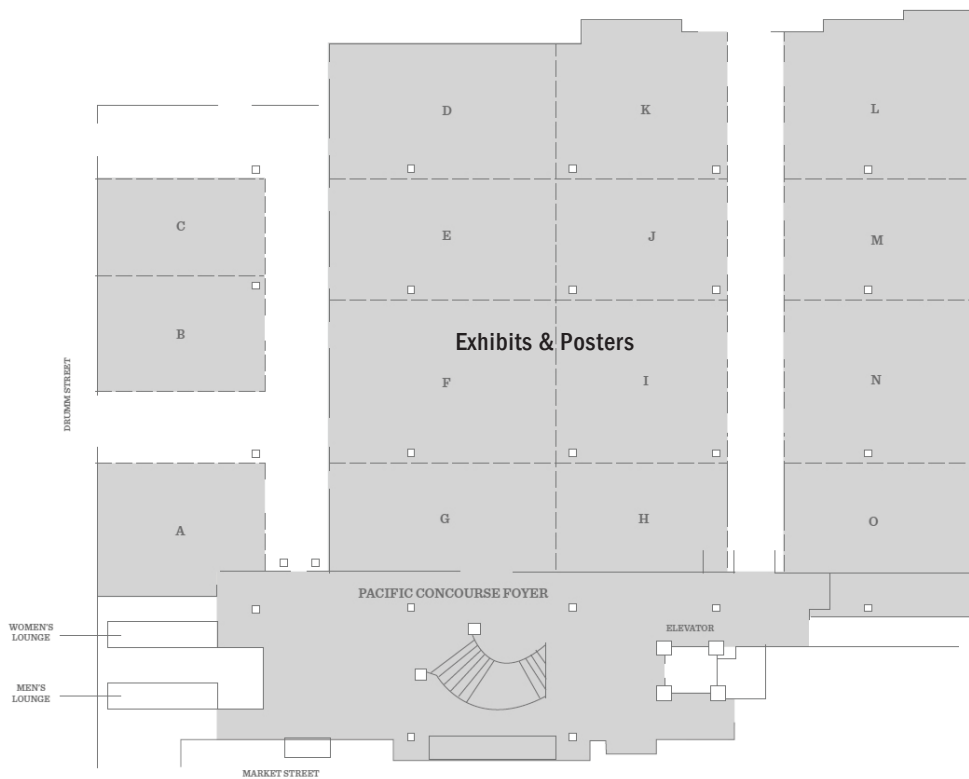 D
K
L
C
E
J
M
B
Exhibits & Posters
F
I
N
DRUMM STREET
A
G
H
O
PACIFIC CONCOURSE FOYER
WOMEN'S
LOUNGE
ELEVATOR
MEN'S
LOUNGE
MARKET STREET